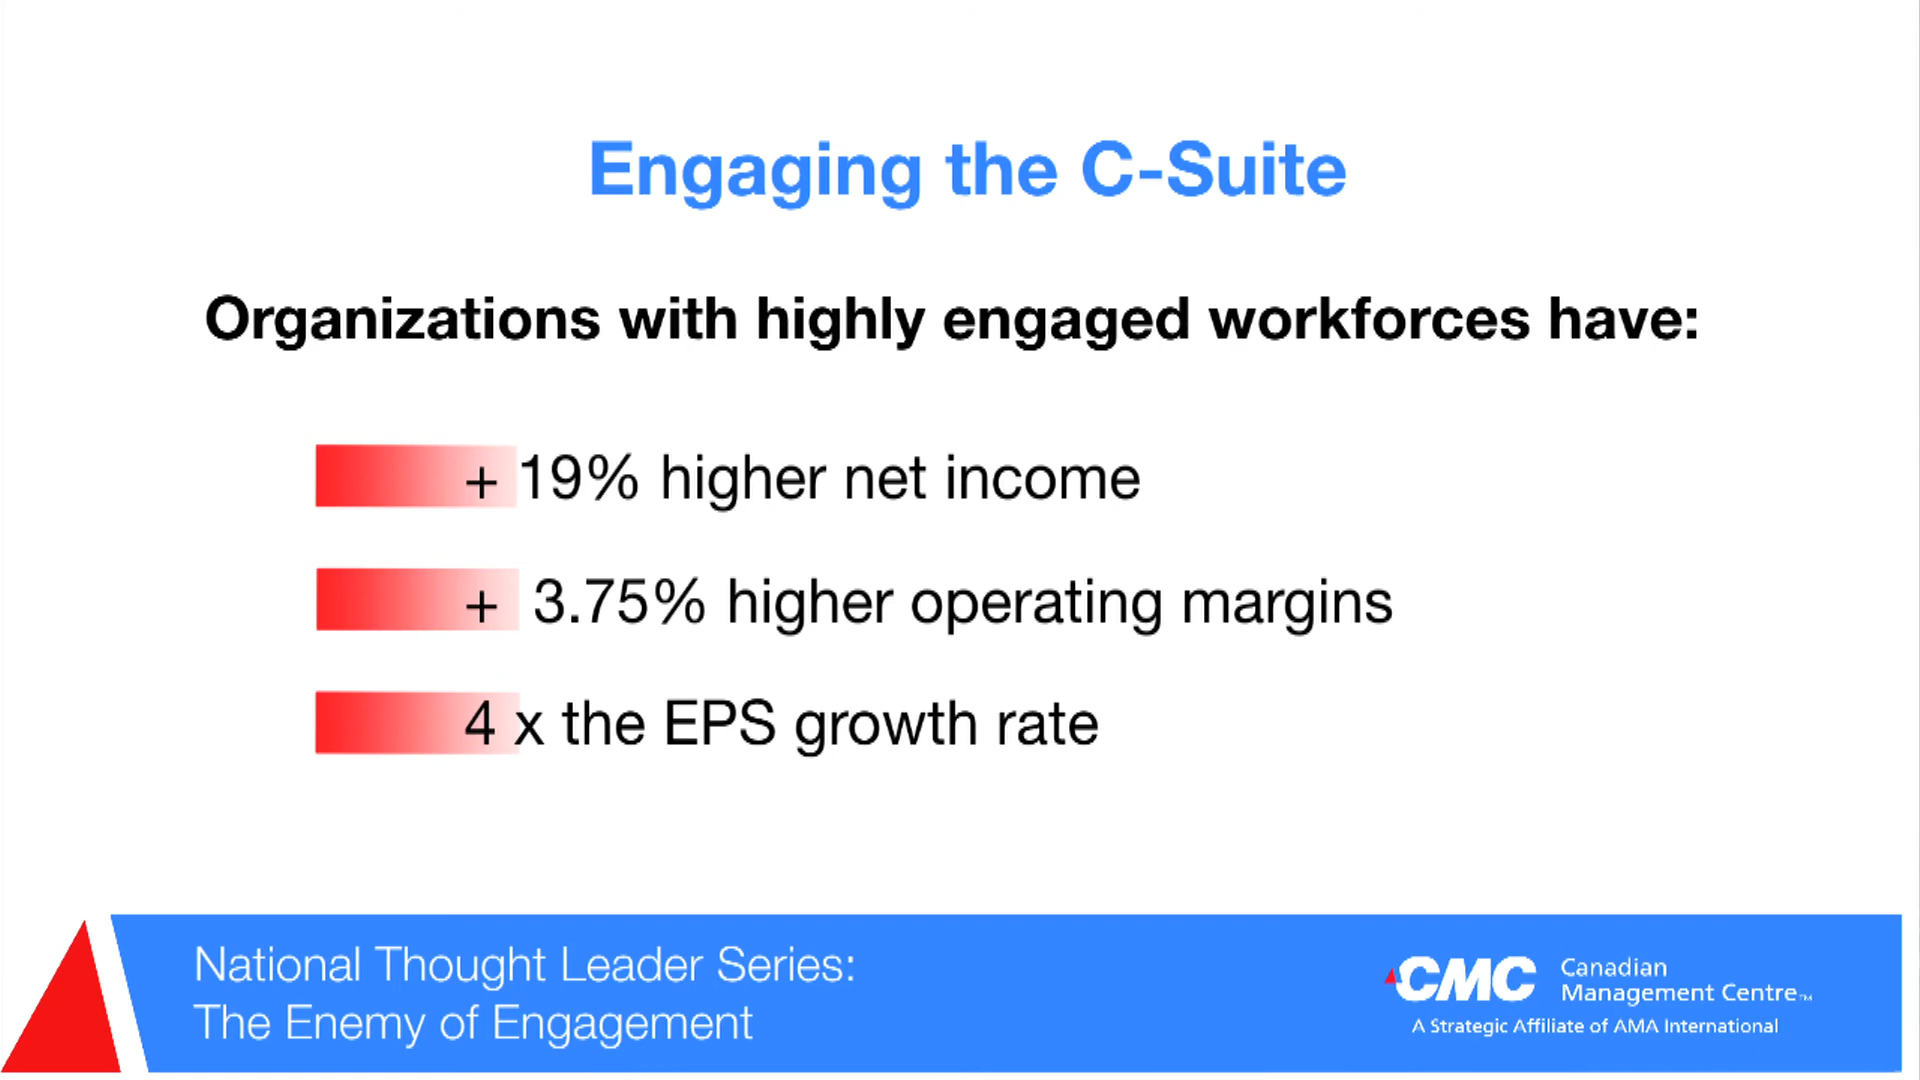 Engaging the C-Suite
Organizations with highly engaged workforces have:
+ 19% higher net income
+ 3.75% higher operating margins
4 x the EPS growth rate
National Thought Leader Series:
The Enemy of Engagement
CMC
Canadian
Management Centre™
A Strategic Affiliate of AMA International